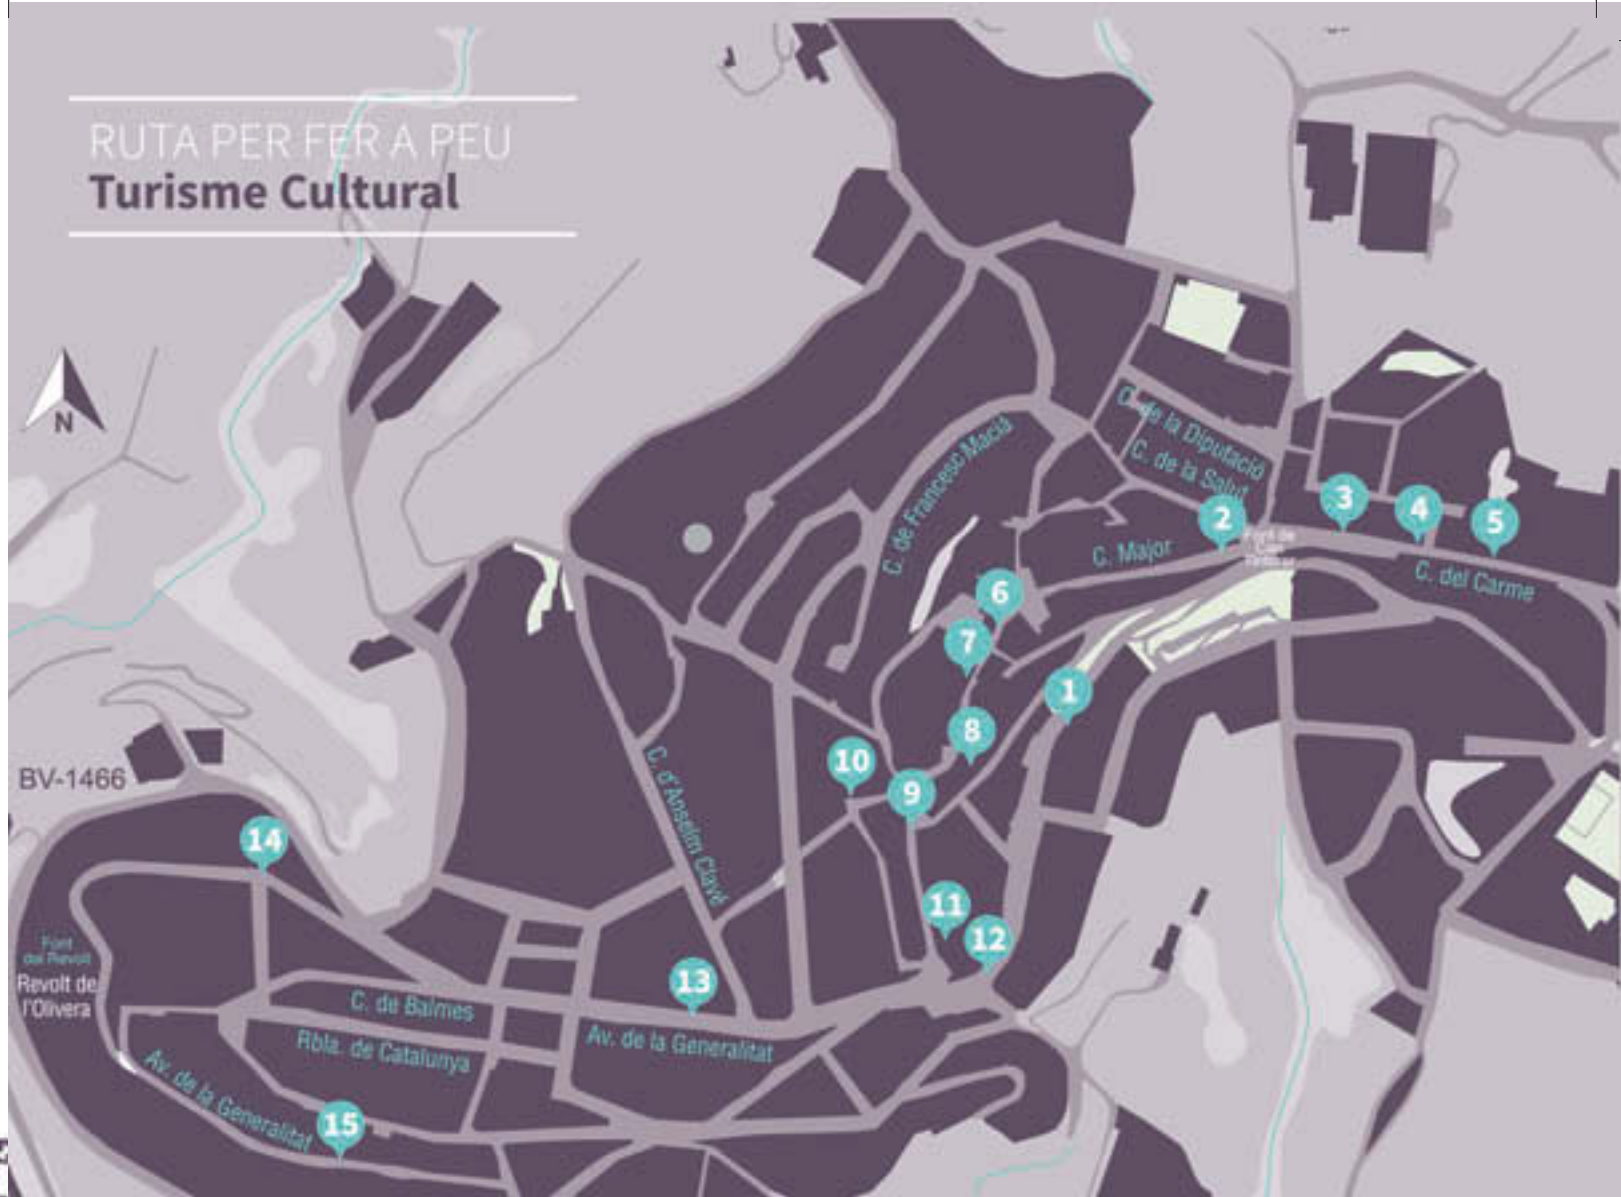 RUTA PER FER A PEU
Turisme Cultural
N
C. de la Diputació
C. de la Salut
C. de Francesc Macià
3
4
2
5
C. Major
C. del Carme
6
7
1
8
C. d'Anselm Clavé
10
9
BV-1466
14
11
12
Font
del Revolt
Revolt de
l'Olivera
13
C. de Balmes
Rbla. de Catalunya
Av. de la Generalitat
Av. de la Generalitat
15